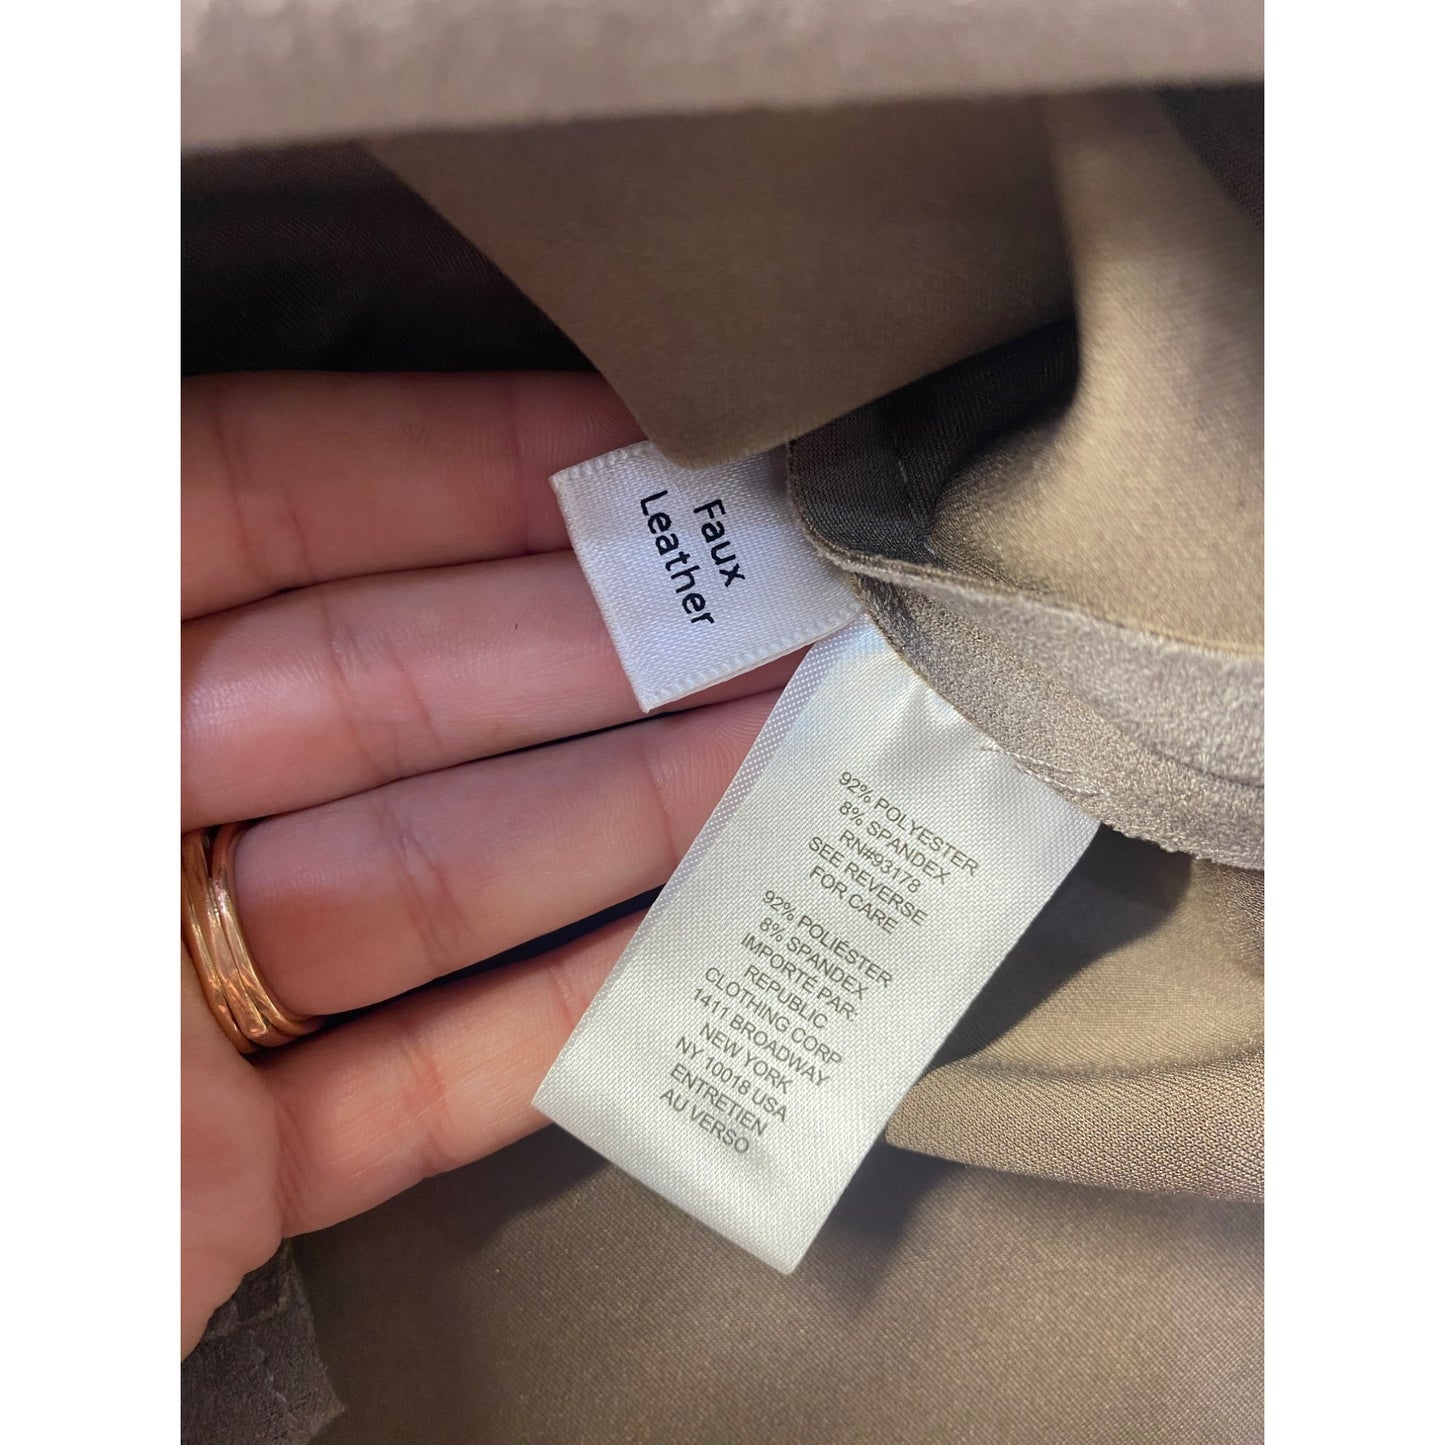 Faux
Leather
92% POLYESTER
8% SPANDEX
RN#93178
SEE REVERSE
FOR CARE
92% POLIÉSTER
8% SPANDEX
IMPORTÉ PAR:
REPUBLIC
CLOTHING CORP
1411 BROADWAY
NEW YORK
NY 10018 USA
ENTRETIEN
AU VERSO